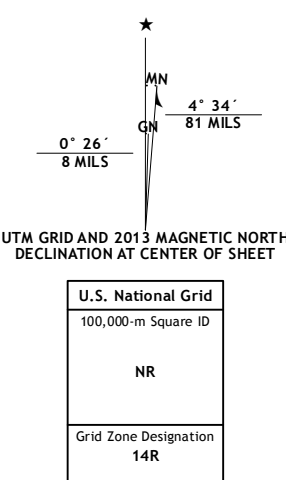 MN
GN
4° 34´
81 MILS
0° 26´
8 MILS
UTM GRID AND 2013 MAGNETIC NORTH
DECLINATION AT CENTER OF SHEET
U.S. National Grid
100,000-m Square ID
NR
Grid Zone Designation
14R